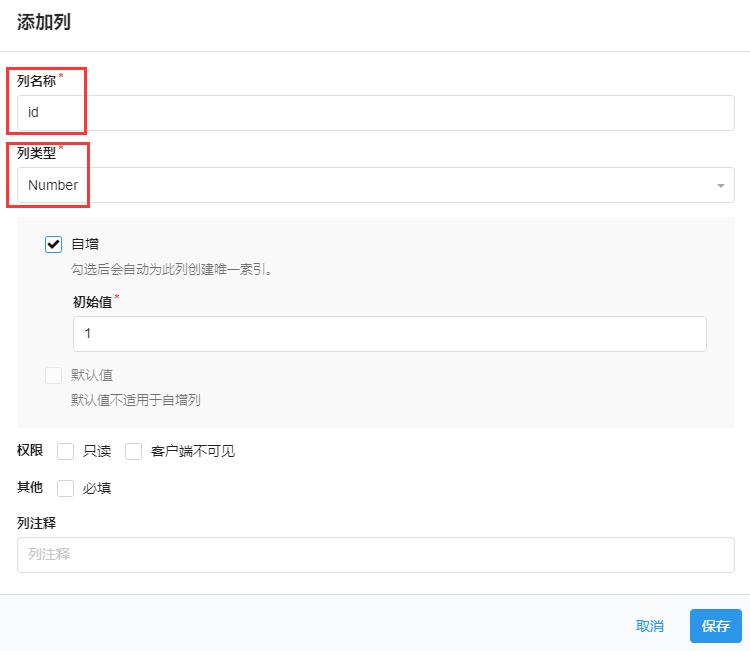 添加列
列名称*
id
列类型*
Number
自增
勾选后会自动为此列创建唯一索引。
初始值*
1
默认值
默认值不适用于自增列
权限 只读 客户端不可见
其他 必填
列注释
列注释
取消 保存